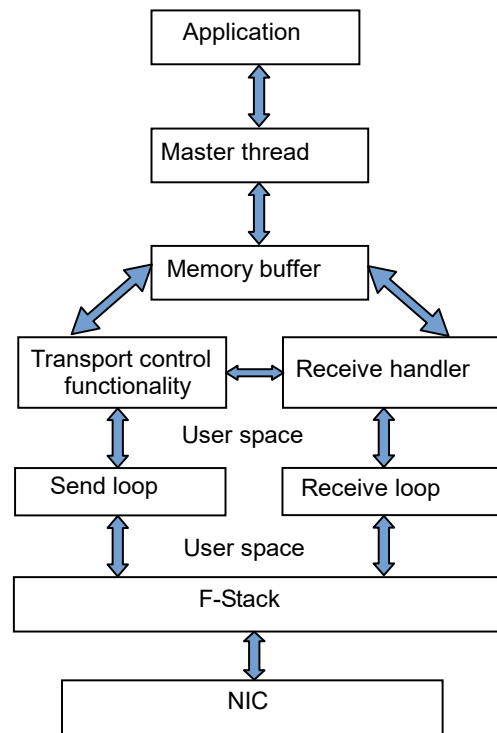 Application
Master thread
Memory buffer
Transport control
functionality
Receive handler
User space
Send loop
Receive loop
User space
F-Stack
NIC